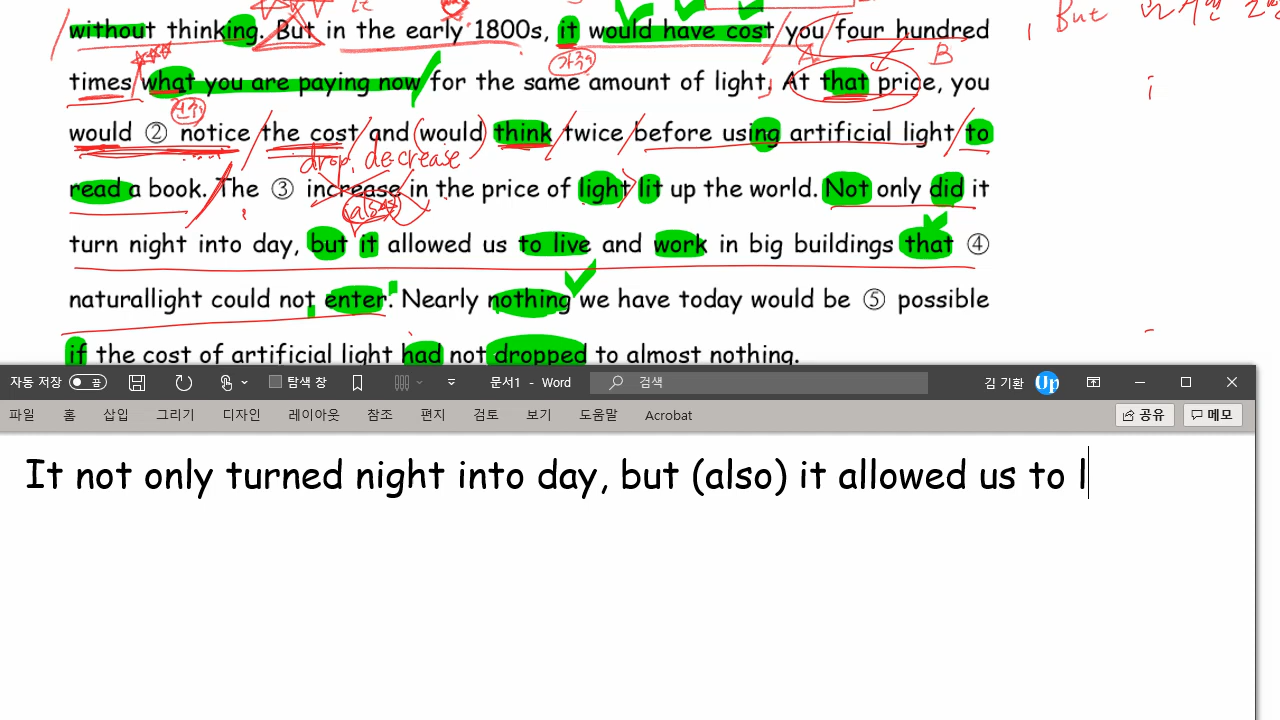 without thinking. But in the early 1800s, it would have cost you four hundred
But
가주어
A
B
times what you are paying now for the same amount of light. At that price, you
would ② notice the cost and (would) think twice before using artificial light to
drop, decrease
read a book. The ③ increase in the price of light lit up the world. Not only did it
(also)
turn night into day, but it allowed us to live and work in big buildings that ④
naturallight could not enter. Nearly nothing we have today would be ⑤ possible
if the cost of artificial light had not dropped to almost nothing.
자동 저장 끔 탐색 창 문서1 - Word 검색 김 기환 Up
파일 홈 삽입 그리기 디자인 레이아웃 참조 편지 검토 보기 도움말 Acrobat 공유 메모
It not only turned night into day, but (also) it allowed us to l